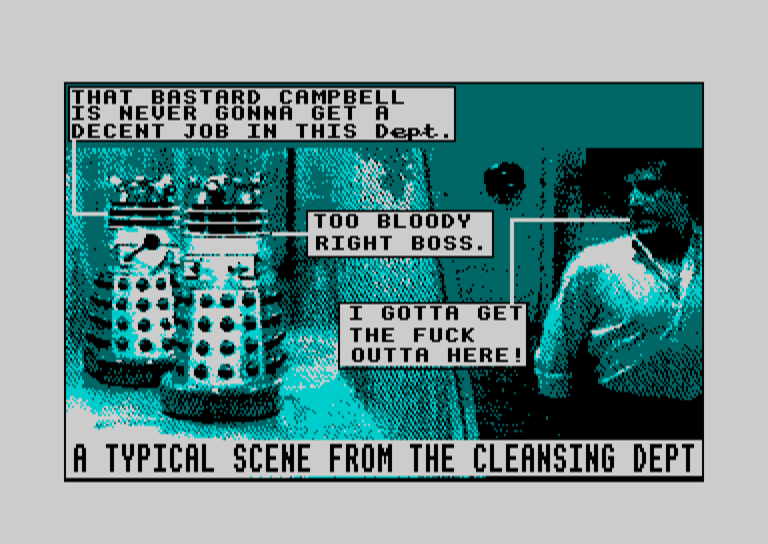 THAT BASTARD CAMPBELL
IS NEVER GONNA GET A
DECENT JOB IN THIS Dept.
TOO BLOODY
RIGHT BOSS.
I GOTTA GET
THE FUCK
OUTTA HERE!
A TYPICAL SCENE FROM THE CLEANSING DEPT